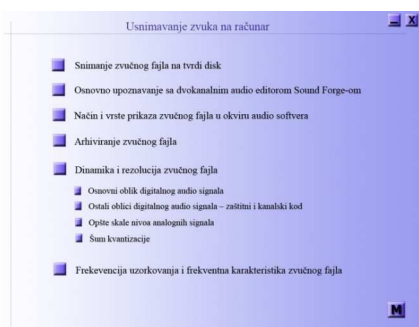 Usnimavanje zvuka na računar
X
Snimanje zvučnog fajla na tvrdi disk
Osnovno upoznavanje sa dvokanalnim audio editorom Sound Forge-om
Način i vrste prikaza zvučnog fajla u okviru audio softvera
Arhiviranje zvučnog fajla
Dinamika i rezolucija zvučnog fajla
Osnovni oblik digitalnog audio signala
Ostali oblici digitalnog audio signala – zaštitni i kanalski kod
Opšte skale nivoa analognih signala
Šum kvantizacije
Frekevencija uzorkovanja i frekventna karakteristika zvučnog fajla
M